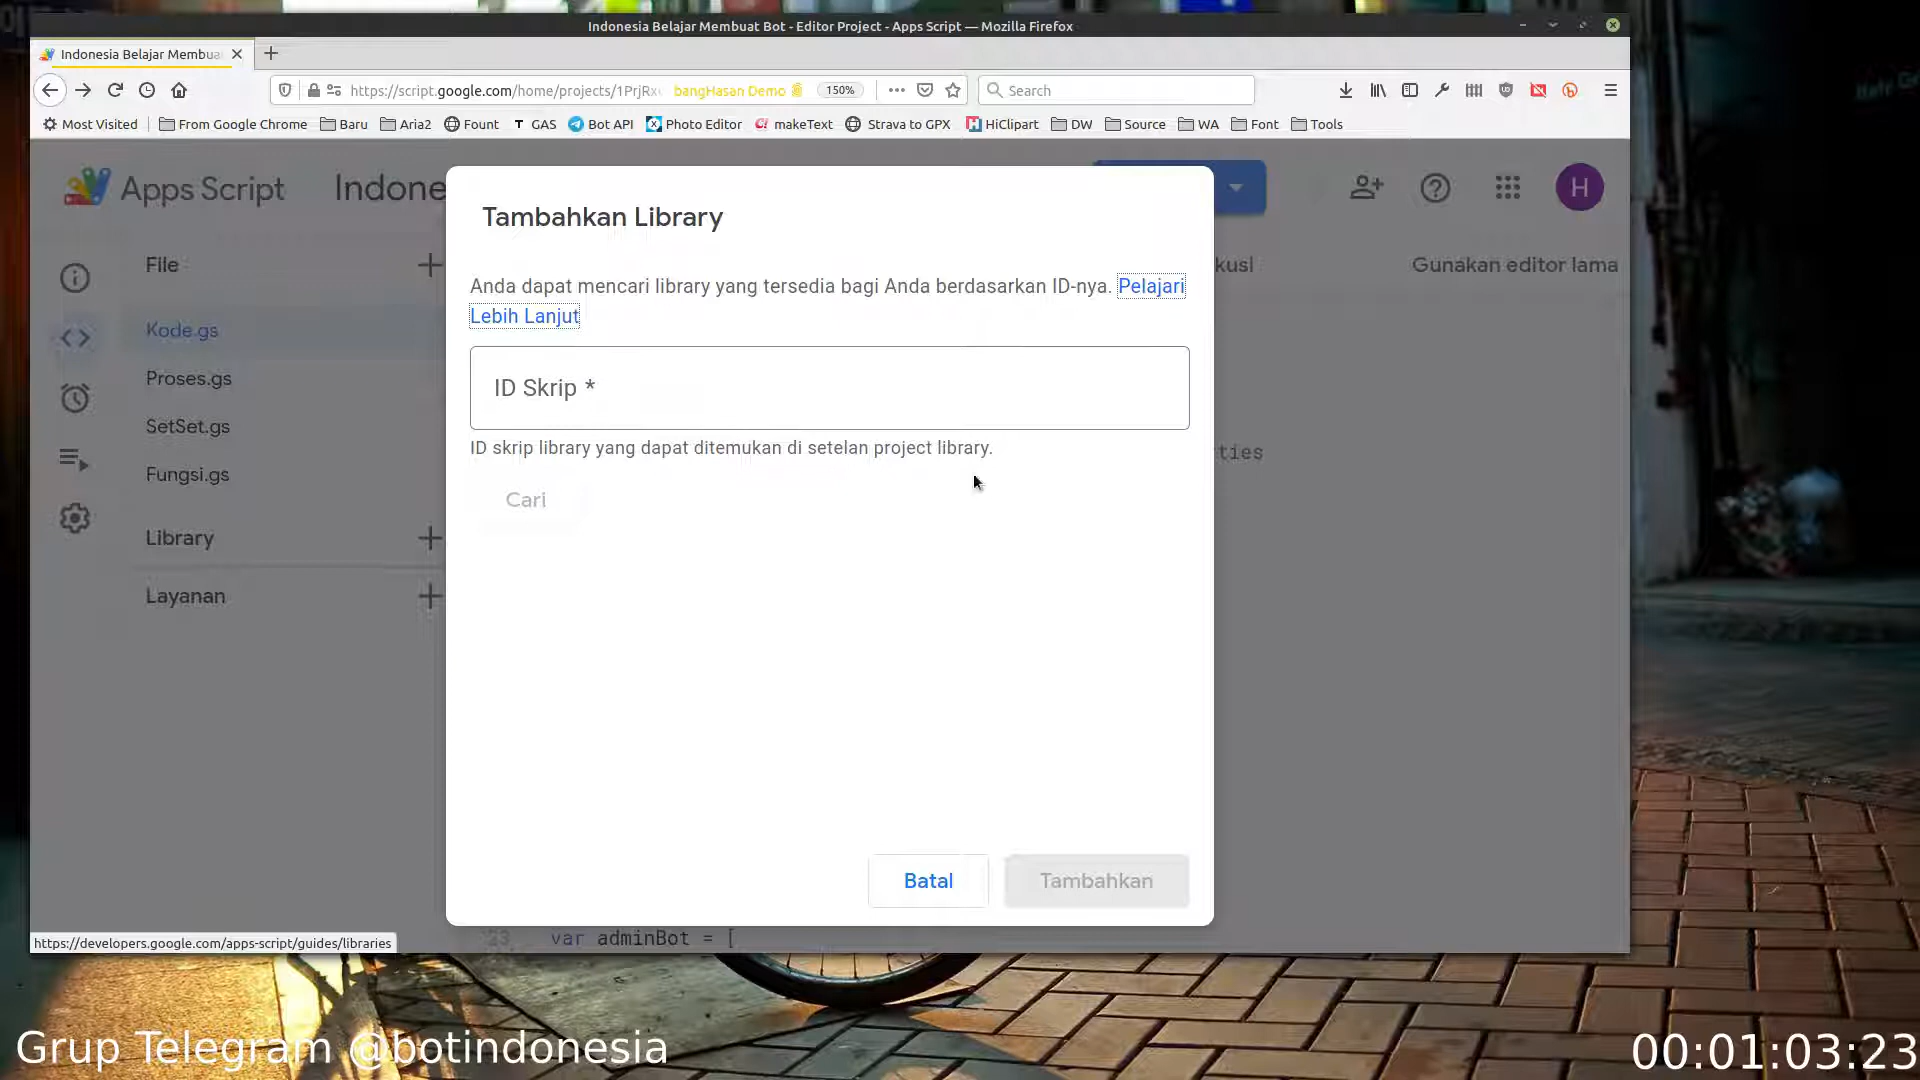 Indonesia Belajar Membuat Bot - Editor Project - Apps Script — Mozilla Firefox
Indonesia Belajar Membua
https://script.google.com/home/projects/1PrjRx
bangHasan Demo
150%
Search
Most Visited
From Google Chrome
Baru
Aria2
Fount
GAS
Bot API
Photo Editor
makeText
Strava to GPX
HiClipart
DW
Source
WA
Font
Tools
Apps Script
Indone
H
Tambahkan Library
File
kusi
Gunakan editor lama
Anda dapat mencari library yang tersedia bagi Anda berdasarkan ID-nya. Pelajari
Lebih Lanjut
Kode.gs
Proses.gs
SetSet.gs
Fungsi.gs
ID Skrip *
ID skrip library yang dapat ditemukan di setelan project library.
ties
Cari
Library
Layanan
Batal
Tambahkan
23 var adminBot = [
https://developers.google.com/apps-script/guides/libraries
Grup Telegram @botindonesia
00:01:03:23